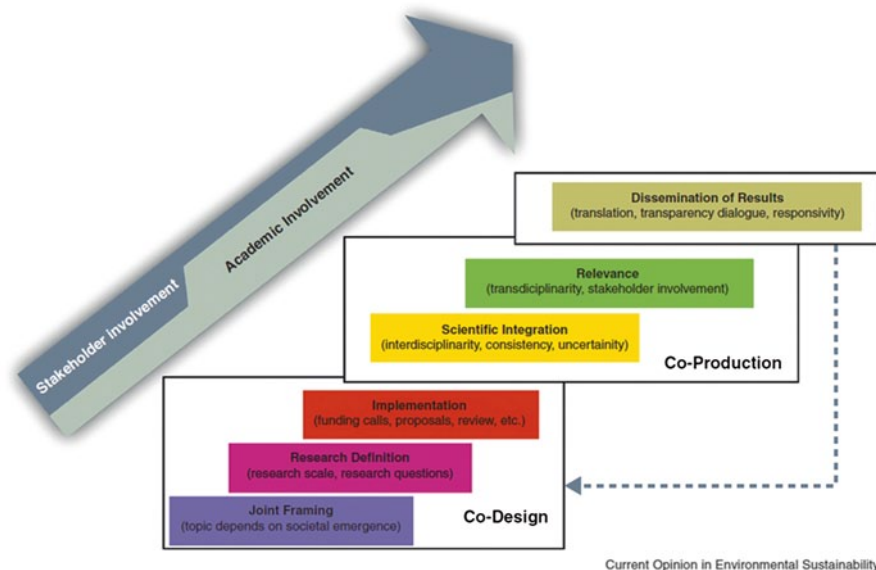 Stakeholder involvement
Academic Involvement
Dissemination of Results
(translation, transparency dialogue, responsivity)
Relevance
(transdiciplinarity, stakeholder involvement)
Scientific Integration
(interdisciplinarity, consistency, uncertainity)
Co-Production
Implementation
(funding calls, proposals, review, etc.)
Research Definition
(research scale, research questions)
Joint Framing
(topic depends on societal emergence)
Co-Design
Current Opinion in Environmental Sustainability